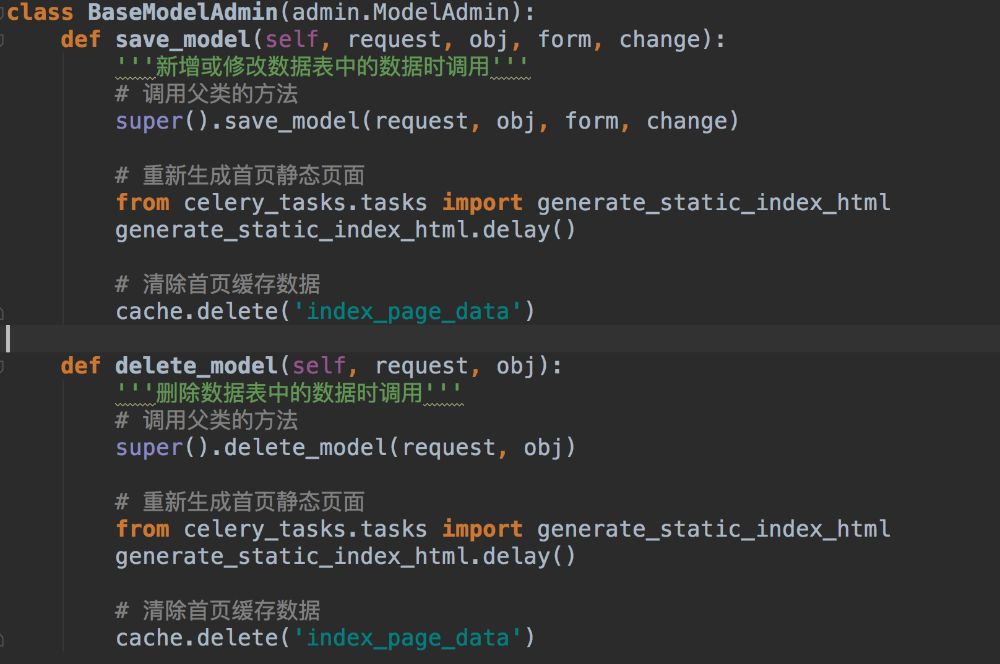 class BaseModelAdmin(admin.ModelAdmin):
    def save_model(self, request, obj, form, change):
        '''新增或修改数据表中的数据时调用'''
        # 调用父类的方法
        super().save_model(request, obj, form, change)

        # 重新生成首页静态页面
        from celery_tasks.tasks import generate_static_index_html
        generate_static_index_html.delay()

        # 清除首页缓存数据
        cache.delete('index_page_data')

    def delete_model(self, request, obj):
        '''删除数据表中的数据时调用'''
        # 调用父类的方法
        super().delete_model(request, obj)

        # 重新生成首页静态页面
        from celery_tasks.tasks import generate_static_index_html
        generate_static_index_html.delay()

        # 清除首页缓存数据
        cache.delete('index_page_data')